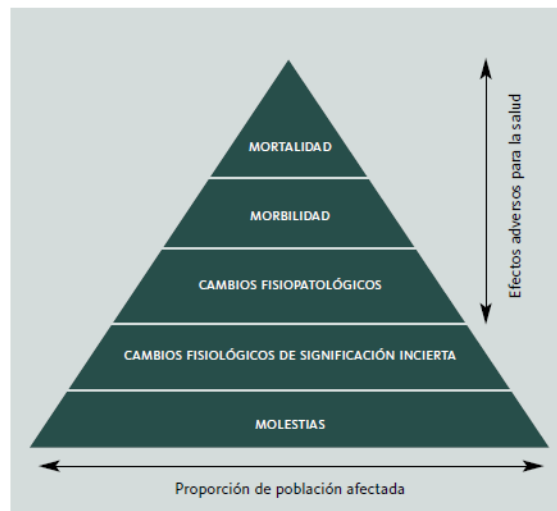 MORTALIDAD
MORBILIDAD
CAMBIOS FISIOPATOLÓGICOS
CAMBIOS FISIOLÓGICOS DE SIGNIFICACIÓN INCIERTA
MOLESTIAS
Efectos adversos para la salud
Proporción de población afectada